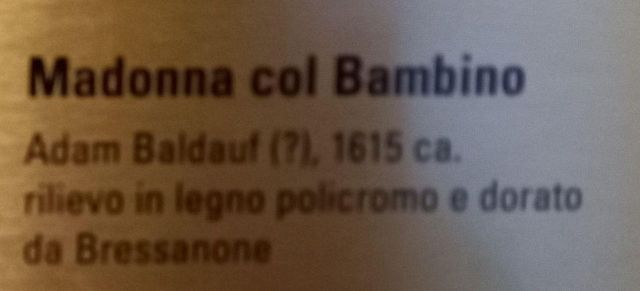 Madonna col Bambino
Adam Baldauf (?), 1615 ca.
rilievo in legno policromo e dorato
da Bressanone